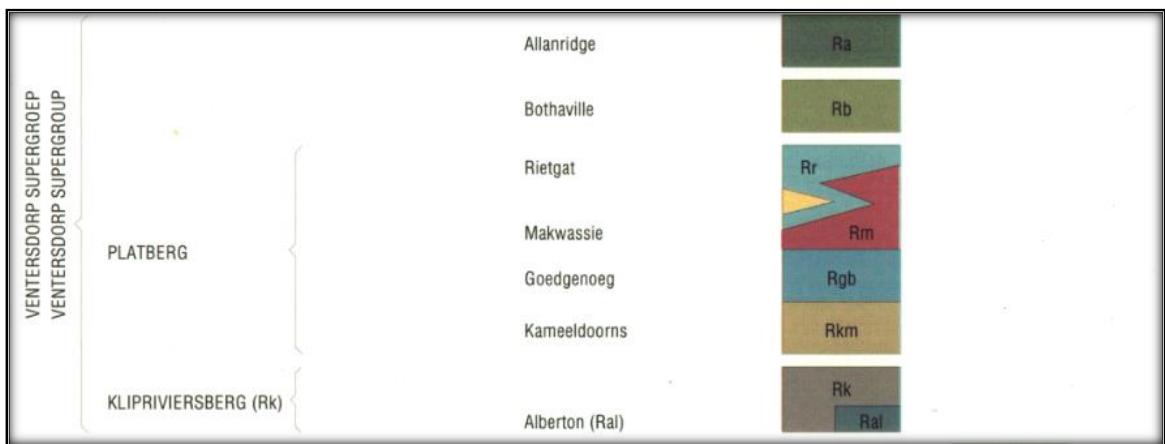 VENTERSDORP SUPERGROEP
VENTERSDORP SUPERGROUP
Allanridge Ra
Bothaville Rb
PLATBERG
Rietgat Rr
Makwassie Rm
Goedgenoeg Rgb
Kameeldoorns Rkm
KLIPRIVIERSBERG (Rk)
Rk
Alberton (Ral) Ral